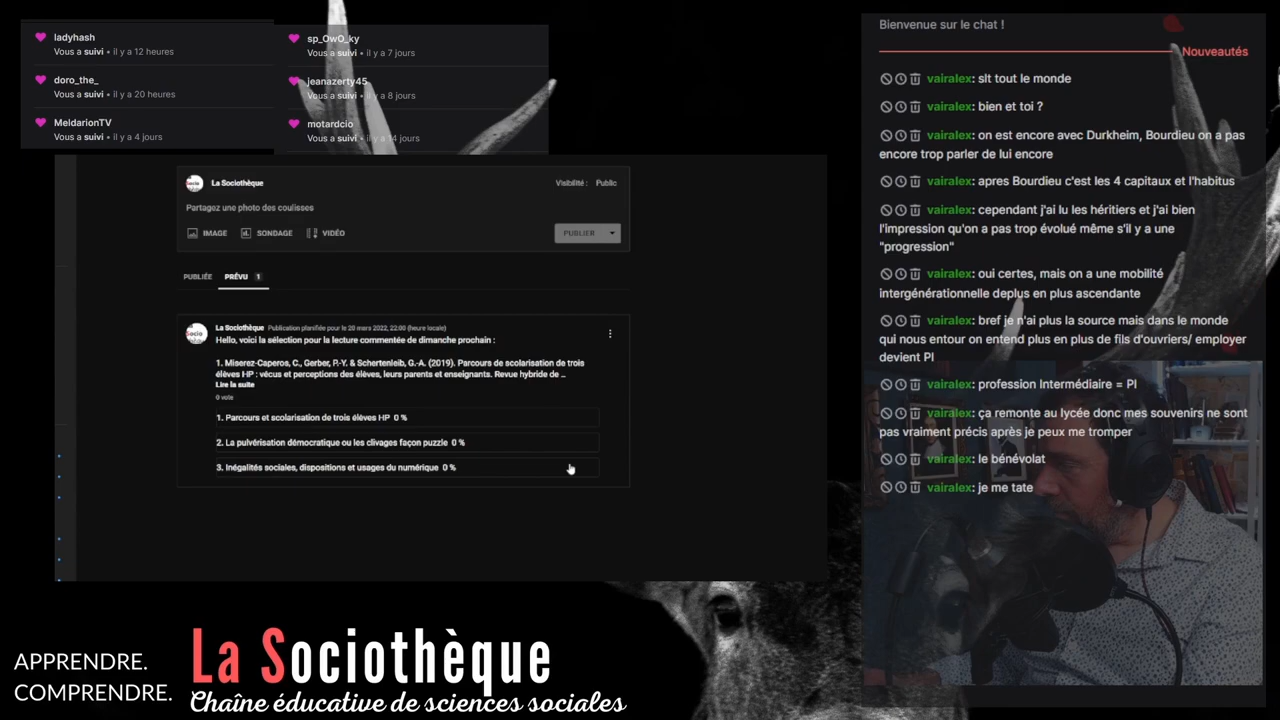 ladyhash
Vous a suivi • il y a 12 heures
doro_the_
Vous a suivi • il y a 20 heures
MeldarionTV
Vous a suivi • il y a 4 jours
sp_OwO_ky
Vous a suivi • il y a 7 jours
jeanazerty45
Vous a suivi • il y a 8 jours
motardcio
Vous a suivi • il y a 14 jours
La Sociothèque
Visibilité : Public
Partagez une photo des coulisses
IMAGE SONDAGE VIDÉO
PUBLIER
PUBLIÉE PRÉVU 1
La Sociothèque Publication planifiée pour le 28 mars 2022, 22:00 (heure locale)
Hello, voici la sélection pour la lecture commentée de dimanche prochain :
1. Miserez-Caperos, C., Gerber, P.-Y. & Schertenleib, G.-A. (2019). Parcours de scolarisation de trois
élèves HP : vécus et perceptions des élèves, leurs parents et enseignants. Revue hybride de ...
Lire la suite
0 vote
1. Parcours et scolarisation de trois élèves HP 0 %
2. La pulvérisation démocratique ou les clivages façon puzzle 0 %
3. Inégalités sociales, dispositions et usages du numérique 0 %
Bienvenue sur le chat !
Nouveautés
vairalex: slt tout le monde
vairalex: bien et toi ?
vairalex: on est encore avec Durkheim, Bourdieu on a pas
encore trop parler de lui encore
vairalex: apres Bourdieu c'est les 4 capitaux et l'habitus
vairalex: cependant j'ai lu les héritiers et j'ai bien
l'impression qu'on a pas trop évolué même s'il y a une
"progression"
vairalex: oui certes, mais on a une mobilité
intergénérationnelle deplus en plus ascendante
vairalex: bref je n'ai plus la source mais dans le monde
qui nous entour on entend plus en plus de fils d'ouvriers/ employer
devient PI
vairalex: profession Intermédiaire = PI
vairalex: ça remonte au lycée donc mes souvenirs ne sont
pas vraiment précis après je peux me tromper
vairalex: le bénévolat
vairalex: je me tate
APPRENDRE.
COMPRENDRE.
La Sociothèque
Chaîne éducative de sciences sociales